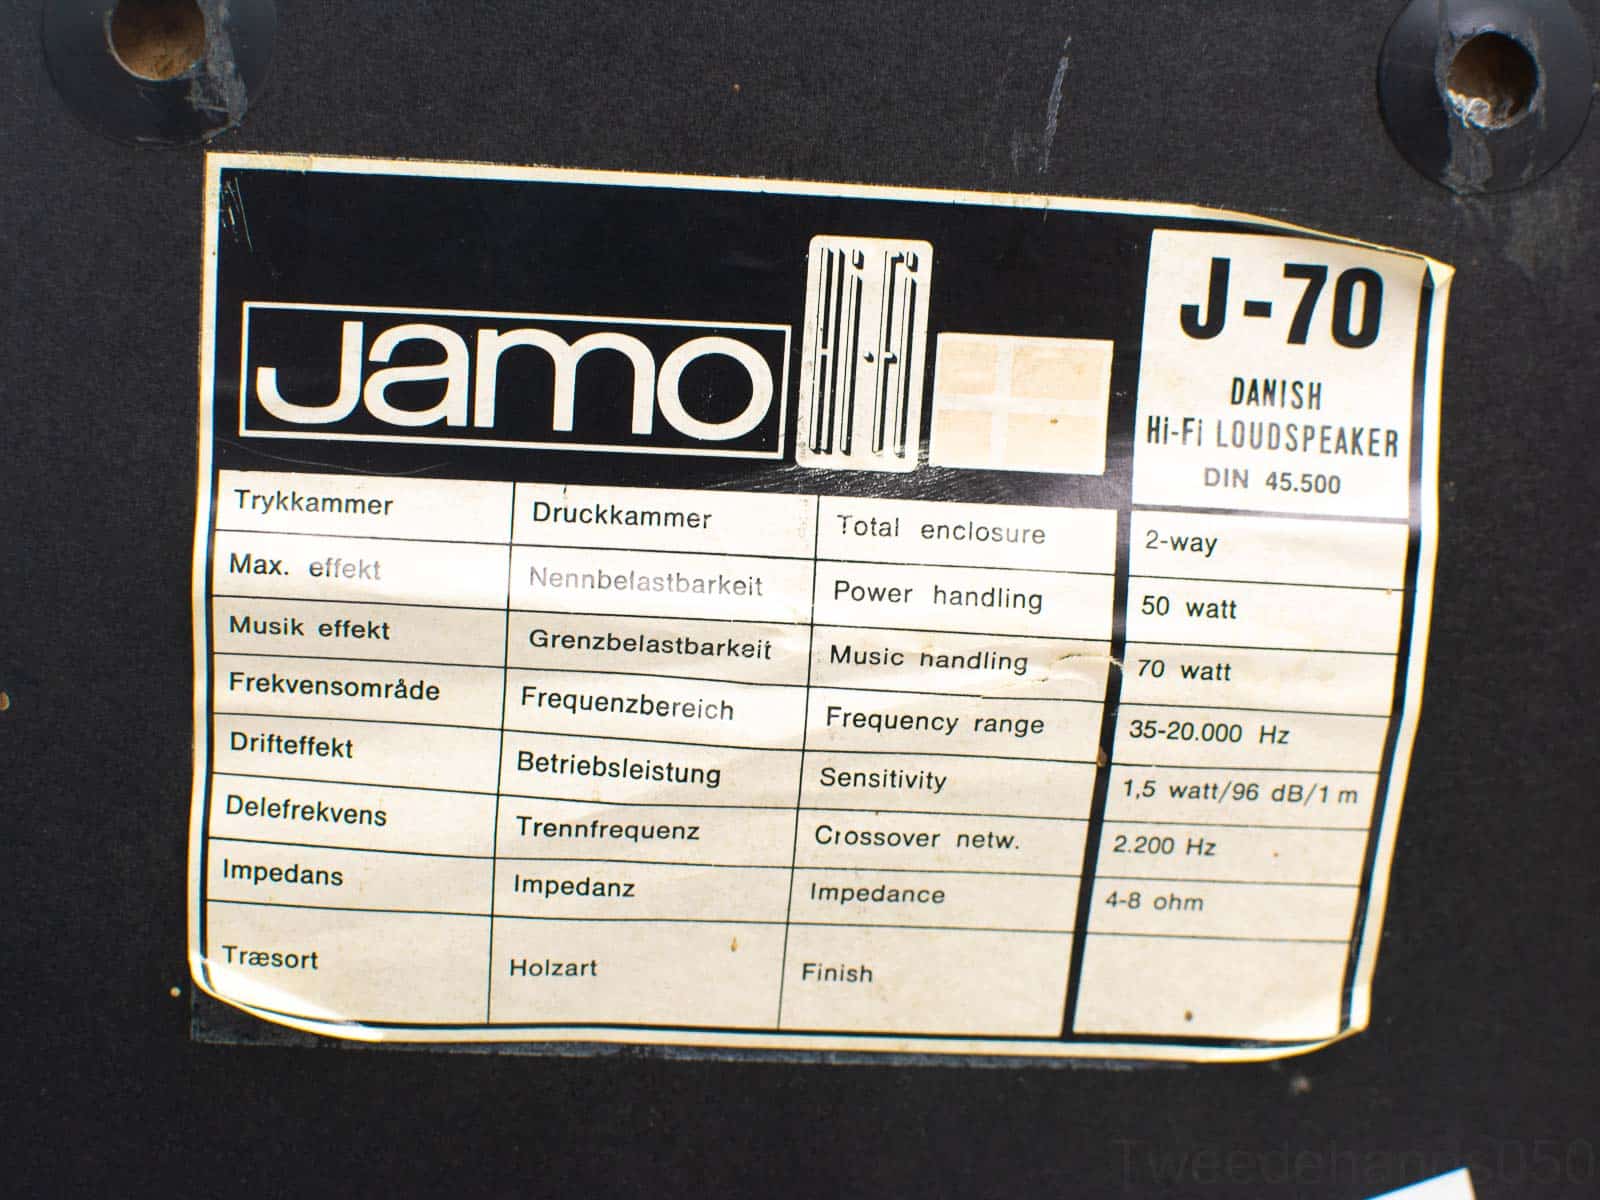 Jamo
Hi-Fi
J-70
DANISH
Hi-Fi LOUDSPEAKER
DIN 45.500
Trykkammer Druckkammer Total enclosure 2-way
Max. effekt Nennbelastbarkeit Power handling 50 watt
Musik effekt Grenzbelastbarkeit Music handling 70 watt
Frekvensområde Frequenzbereich Frequency range 35-20.000 Hz
Drifteffekt Betriebsleistung Sensitivity 1,5 watt/96 dB/1 m
Delefrekvens Trennfrequenz Crossover netw. 2.200 Hz
Impedans Impedanz Impedance 4-8 ohm
Træsort Holzart Finish
Tweedehands050